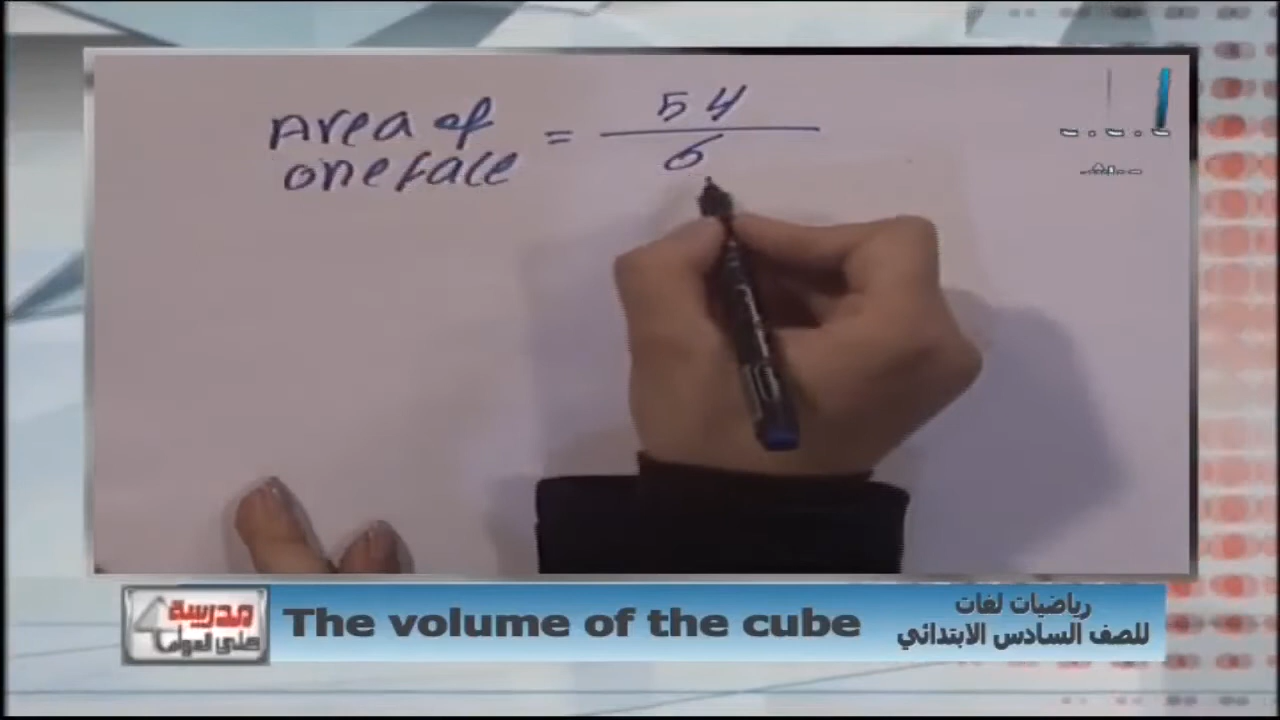 Area of = 54
one face 6
The volume of the cube
رياضيات لغات
للصف السادس الابتدائي
مدرسة
على الهواء